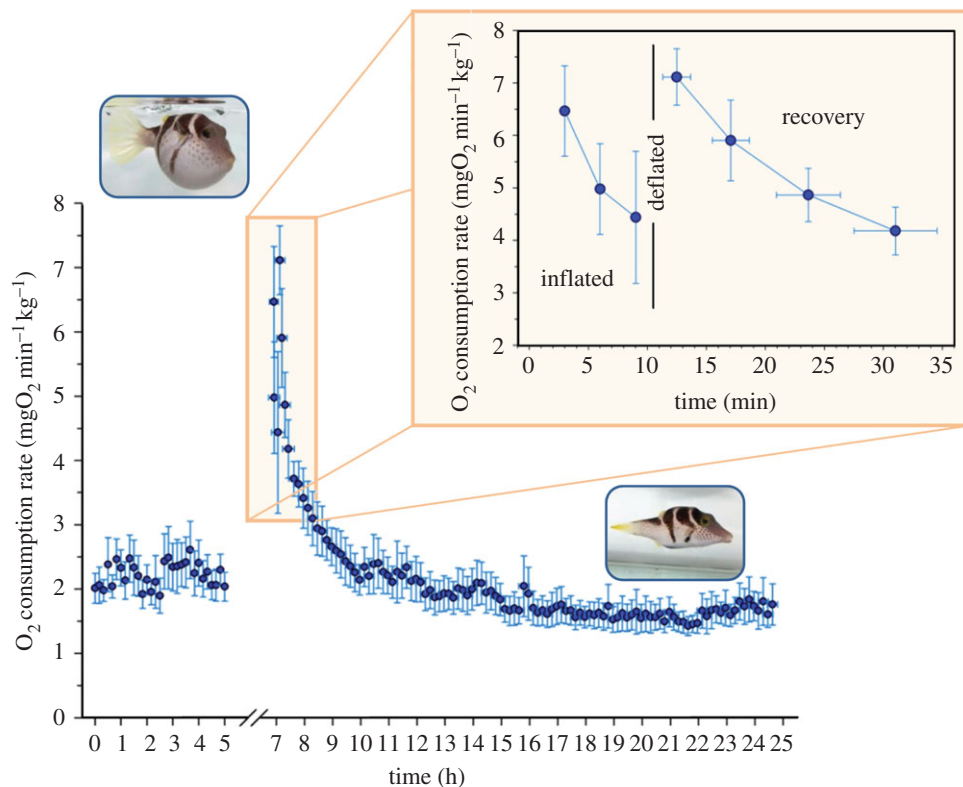 O₂ consumption rate (mgO₂ min⁻¹ kg⁻¹)
8
7
6
5
4
3
2
1
0
0 1 2 3 4 5 7 8 9 10 11 12 13 14 15 16 17 18 19 20 21 22 23 24 25
time (h)
O₂ consumption rate (mgO₂ min⁻¹ kg⁻¹)
8
7
6
5
4
3
2
inflated
deflated
recovery
0 5 10 15 20 25 30 35
time (min)